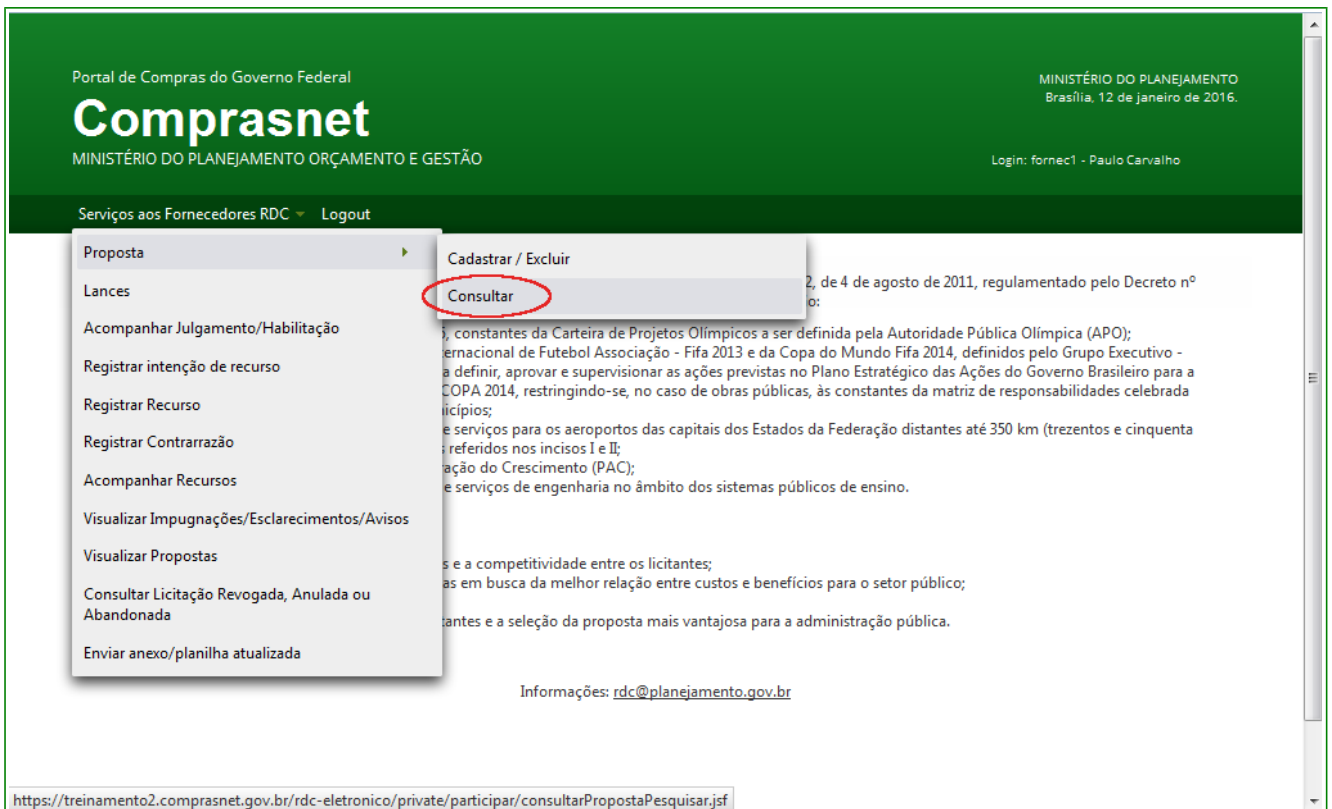 Portal de Compras do Governo Federal
Comprasnet
MINISTÉRIO DO PLANEJAMENTO ORÇAMENTO E GESTÃO
MINISTÉRIO DO PLANEJAMENTO
Brasília, 12 de janeiro de 2016.
Login: fornec1 - Paulo Carvalho
Serviços aos Fornecedores RDC Logout
Proposta
Lances
Acompanhar Julgamento/Habilitação
Registrar intenção de recurso
Registrar Recurso
Registrar Contrarrazão
Acompanhar Recursos
Visualizar Impugnações/Esclarecimentos/Avisos
Visualizar Propostas
Consultar Licitação Revogada, Anulada ou
Abandonada
Enviar anexo/planilha atualizada
Cadastrar / Excluir
Consultar
2, de 4 de agosto de 2011, regulamentado pelo Decreto nº
o:
, constantes da Carteira de Projetos Olímpicos a ser definida pela Autoridade Pública Olímpica (APO);
ernacional de Futebol Associação - Fifa 2013 e da Copa do Mundo Fifa 2014, definidos pelo Grupo Executivo -
a definir, aprovar e supervisionar as ações previstas no Plano Estratégico das Ações do Governo Brasileiro para a
COPA 2014, restringindo-se, no caso de obras públicas, às constantes da matriz de responsabilidades celebrada
icípios;
e serviços para os aeroportos das capitais dos Estados da Federação distantes até 350 km (trezentos e cinquenta
s referidos nos incisos I e II;
ação do Crescimento (PAC);
e serviços de engenharia no âmbito dos sistemas públicos de ensino.
s e a competitividade entre os licitantes;
as em busca da melhor relação entre custos e benefícios para o setor público;
tantes e a seleção da proposta mais vantajosa para a administração pública.
Informações: rdc@planejamento.gov.br
https://treinamento2.comprasnet.gov.br/rdc-eletronico/private/participar/consultarPropostaPesquisar.jsf